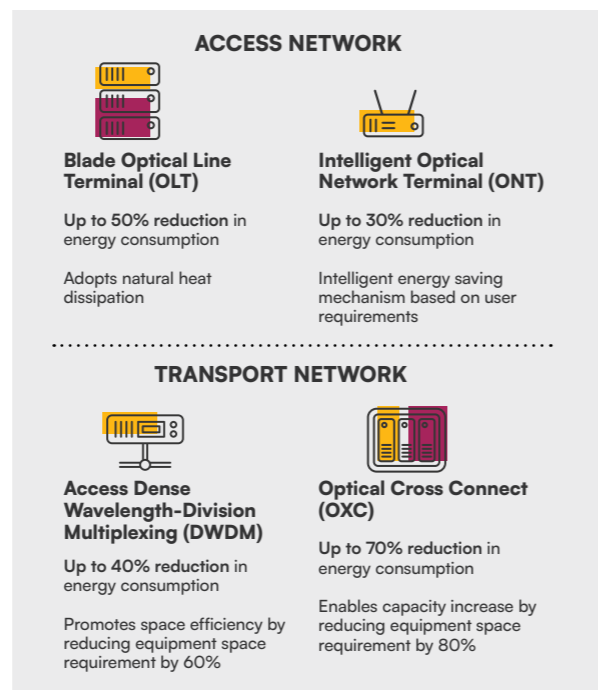 ACCESS NETWORK
Blade Optical Line
Terminal (OLT)
Up to 50% reduction in
energy consumption
Adopts natural heat
dissipation
Intelligent Optical
Network Terminal (ONT)
Up to 30% reduction in
energy consumption
Intelligent energy saving
mechanism based on user
requirements
TRANSPORT NETWORK
Access Dense
Wavelength-Division
Multiplexing (DWDM)
Up to 40% reduction in
energy consumption
Promotes space efficiency by
reducing equipment space
requirement by 60%
Optical Cross Connect
(OXC)
Up to 70% reduction in
energy consumption
Enables capacity increase by
reducing equipment space
requirement by 80%